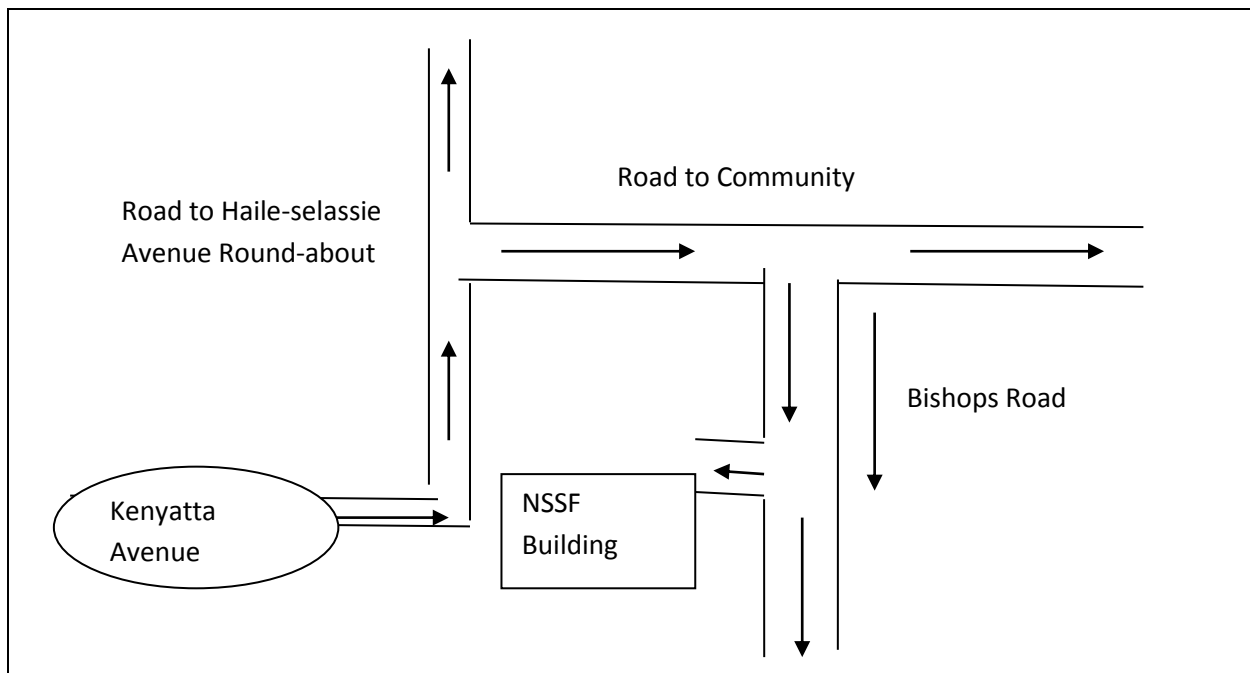 Road to Community
Road to Haile-selassie
Avenue Round-about
Bishops Road
Kenyatta
Avenue
NSSF
Building